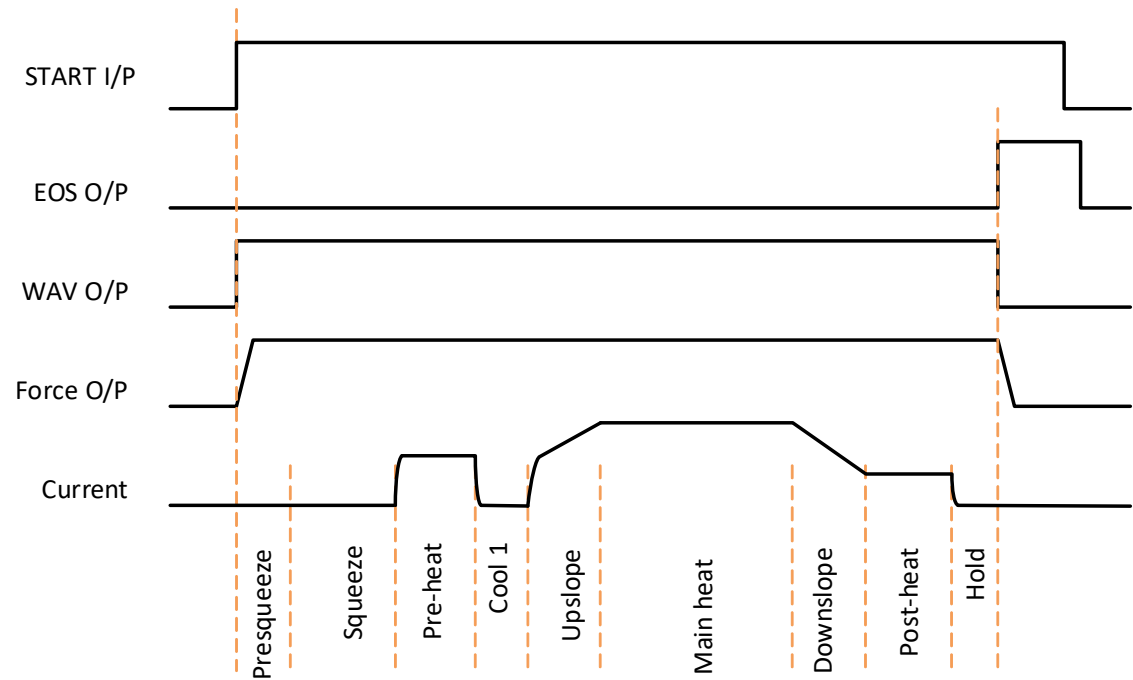 START I/P
EOS O/P
WAV O/P
Force O/P
Current
Presqueeze
Squeeze
Pre-heat
Cool 1
Upslope
Main heat
Downslope
Post-heat
Hold